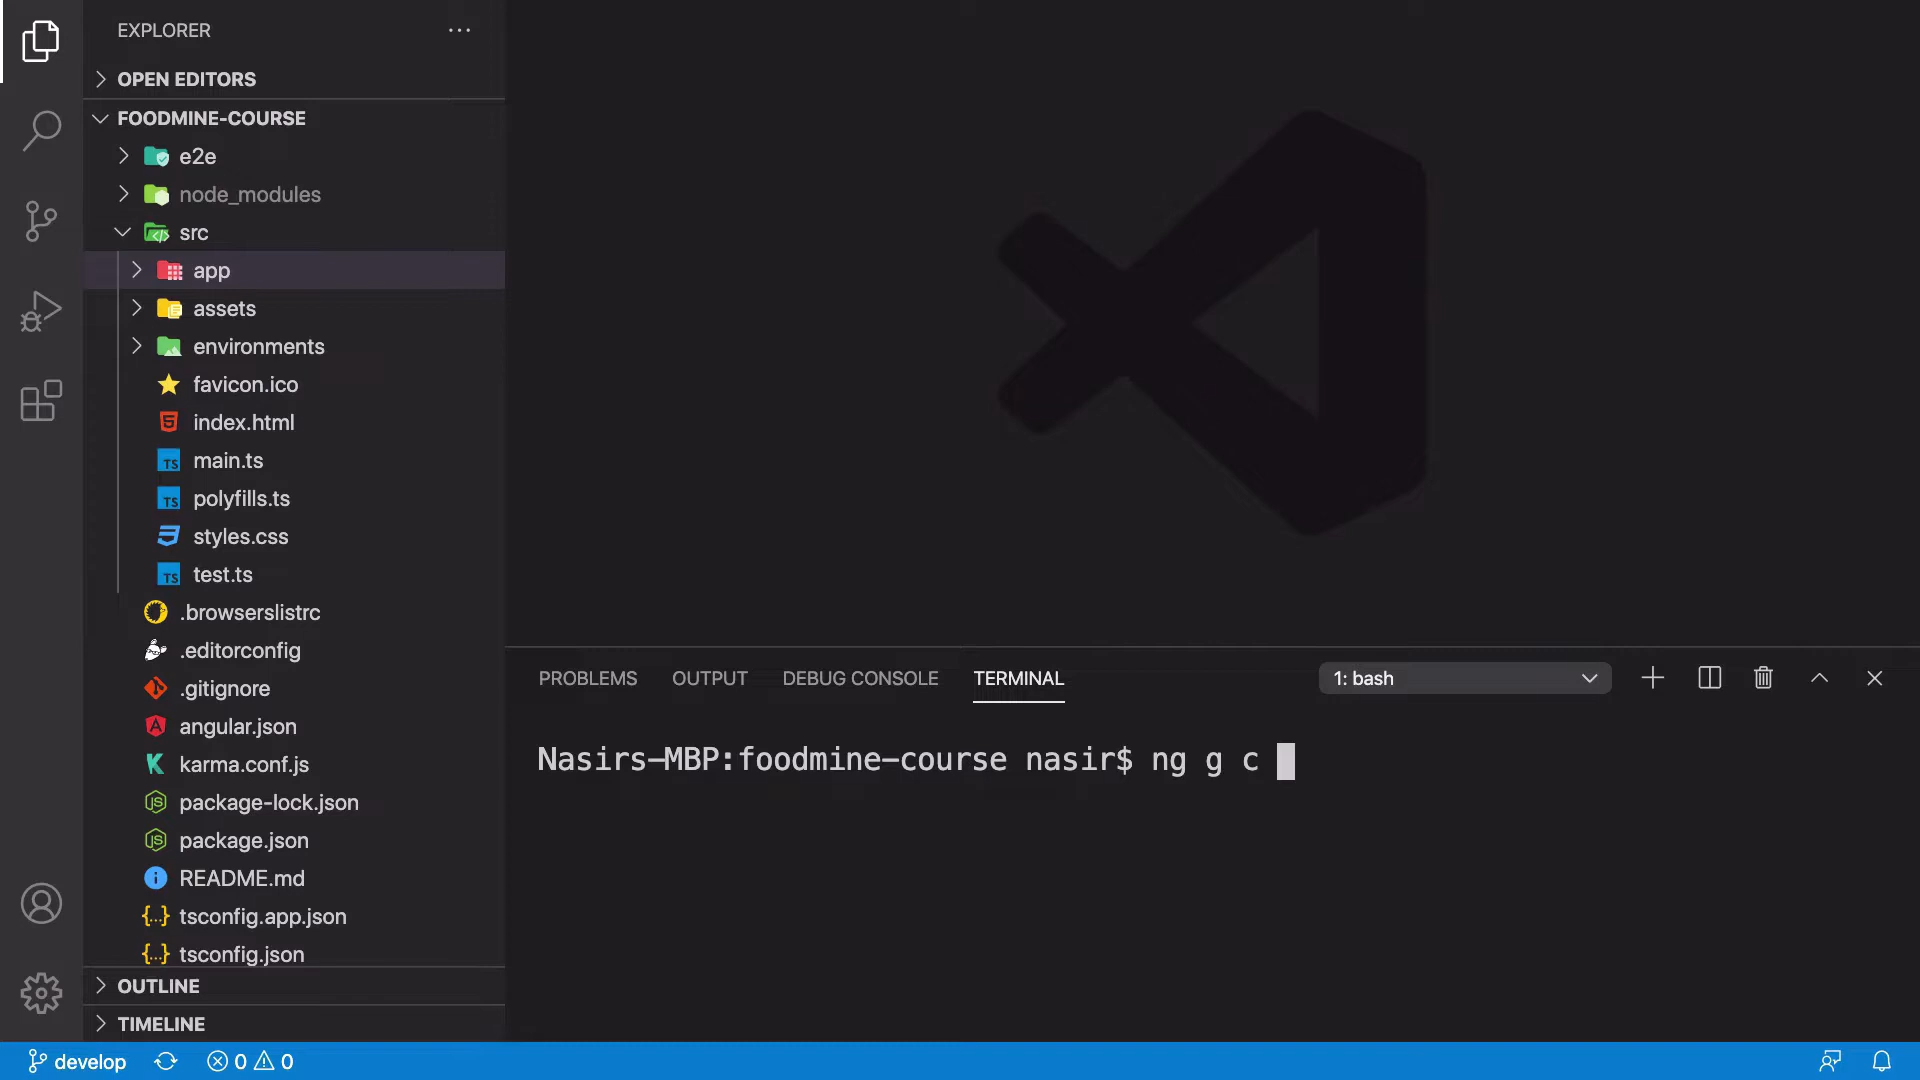 EXPLORER
OPEN EDITORS
FOODMINE-COURSE
e2e
node_modules
src
app
assets
environments
favicon.ico
index.html
main.ts
polyfills.ts
styles.css
test.ts
.browserslistrc
.editorconfig
.gitignore
angular.json
karma.conf.js
package-lock.json
package.json
README.md
tsconfig.app.json
tsconfig.json
OUTLINE
TIMELINE
PROBLEMS OUTPUT DEBUG CONSOLE TERMINAL 1: bash
Nasirs-MBP:foodmine-course nasir$ ng g c
develop 0 0